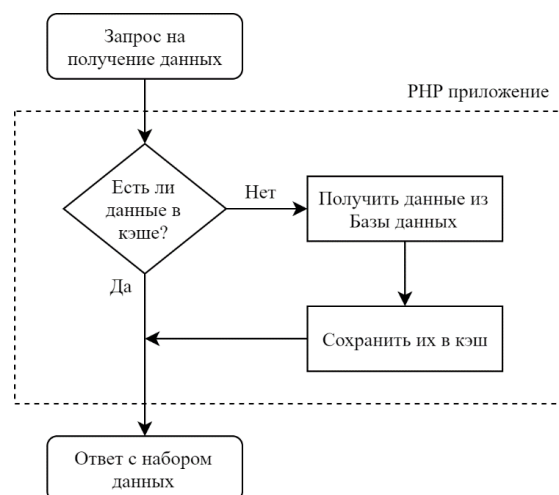 Запрос на
получение данных
PHP приложение
Есть ли
данные в
кэше?
Нет
Получить данные из
Базы данных
Да
Сохранить их в кэш
Ответ с набором
данных